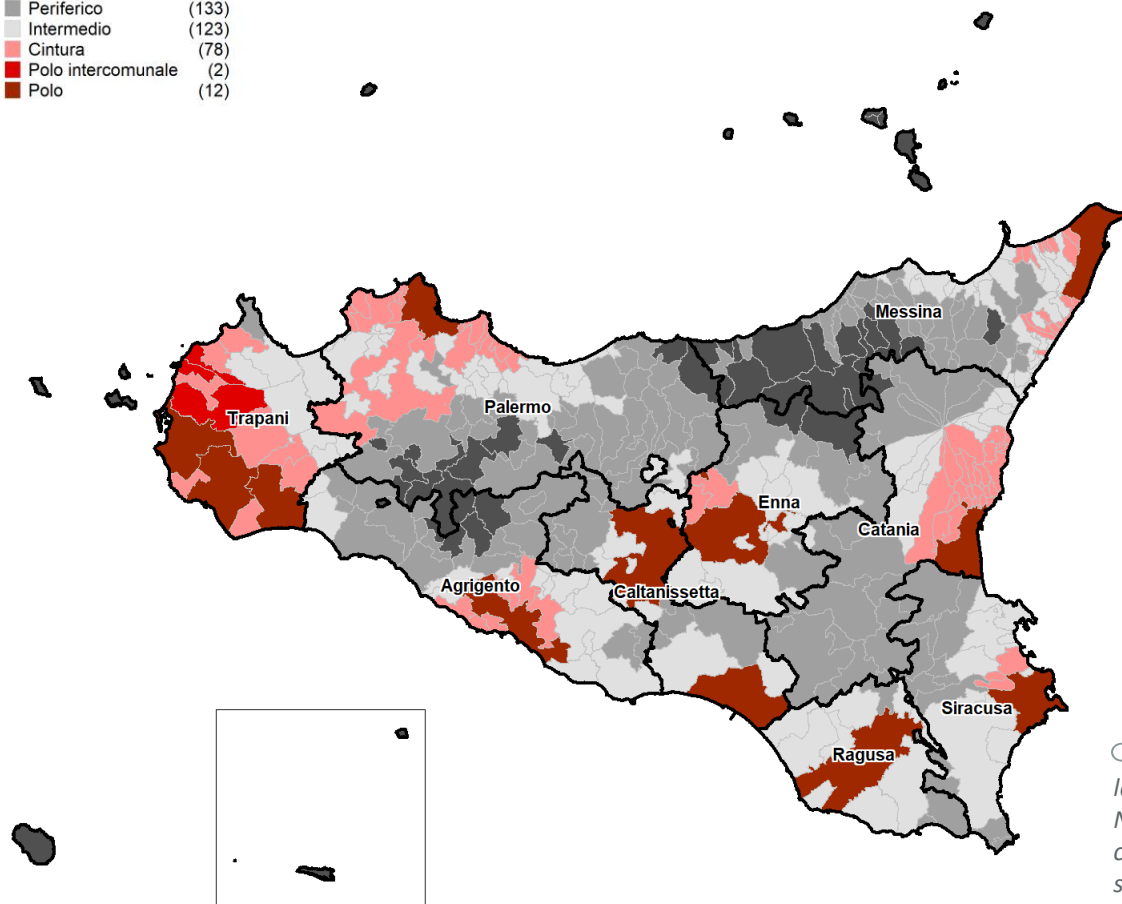 Periferico (133)
Intermedio (123)
Cintura (78)
Polo intercomunale (2)
Polo (12)
Messina
Palermo
Trapani
Enna
Catania
Agrigento
Caltanissetta
Siracusa
Ragusa